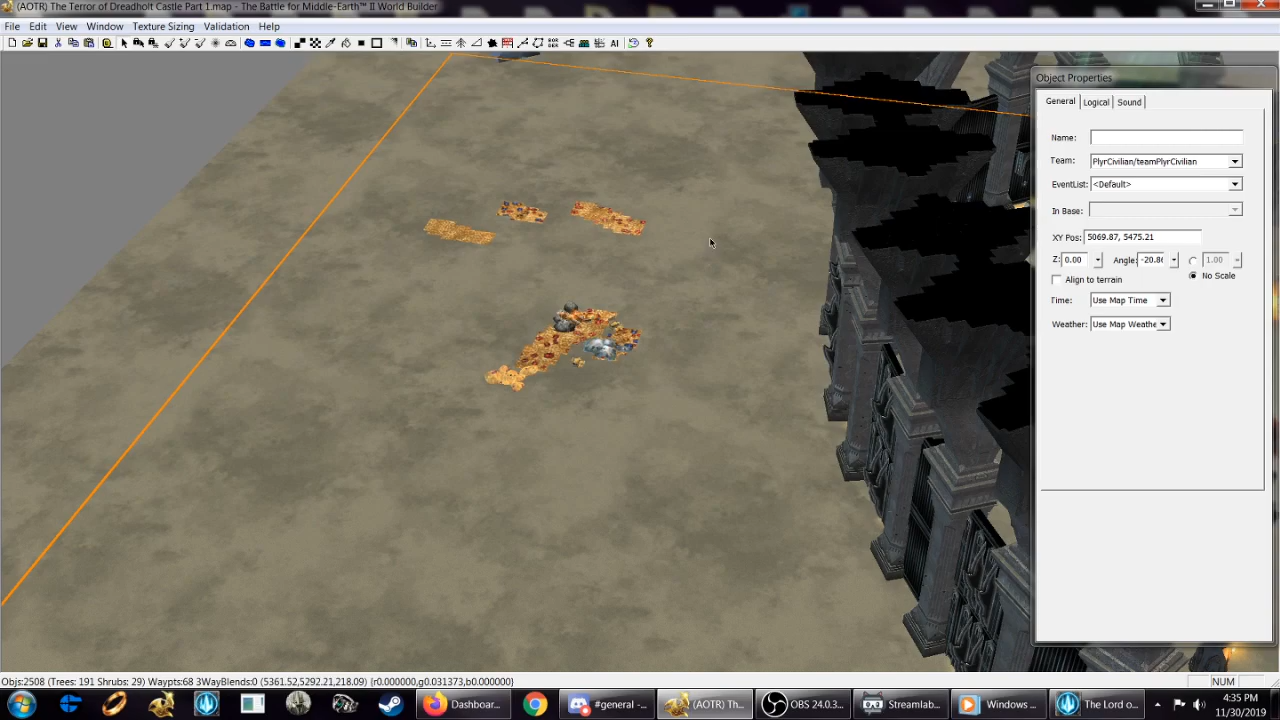 (AOTR) The Terror of Dreadholt Castle Part 1.map - The Battle for Middle-Earth™ II World Builder
File Edit View Window Texture Sizing Validation Help
AI
Object Properties
General Logical Sound
Name:
Team: PlyrCivilian/teamPlyrCivilian
EventList: <Default>
In Base:
XY Pos: 5069.87, 5475.21
Z: 0.00 Angle: -20.86 1.00
No Scale
Align to terrain
Time: Use Map Time
Weather: Use Map Weathe
Objs:2508 (Trees: 191 Shrubs: 29) Waypts:68 3WayBlends:0 (5361.52,5292.21,218.09) {r0.000000,g0.031373,b0.000000}
NUM
Dashboar... #general -... (AOTR) Th... OBS 24.0.3... Streamlab... Windows ... The Lord o...
4:35 PM
11/30/2019